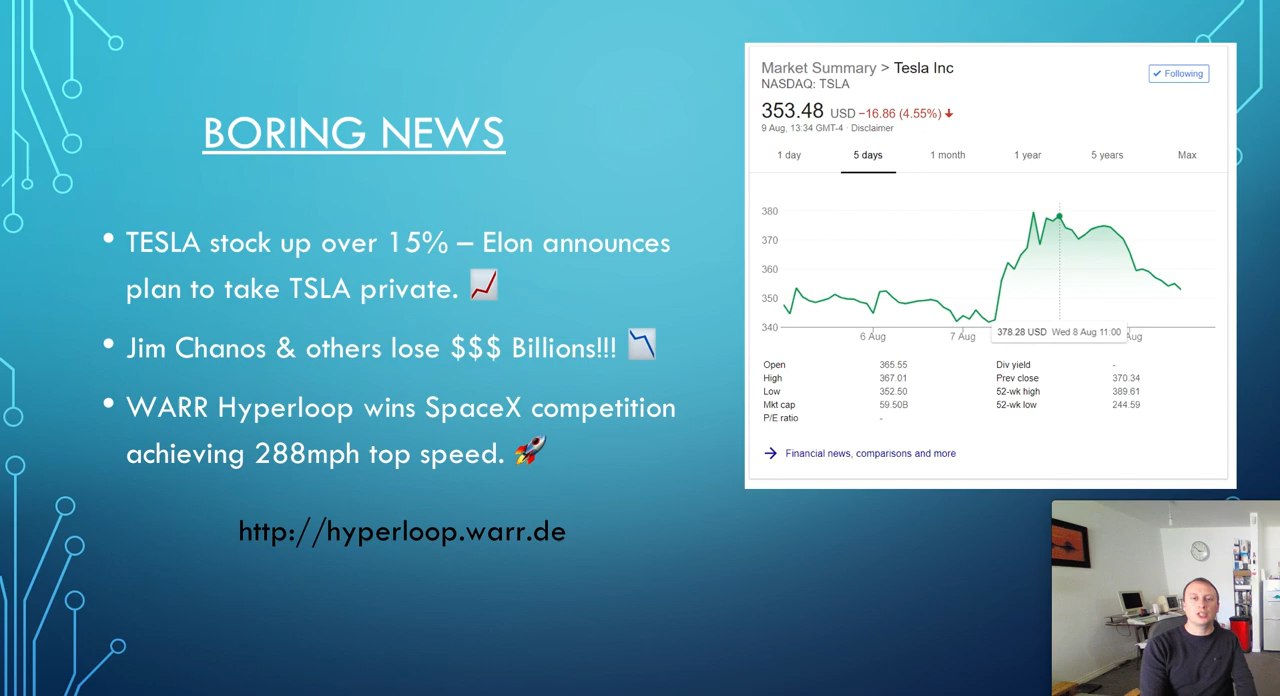 BORING NEWS
• TESLA stock up over 15% – Elon announces
plan to take TSLA private. 📈
• Jim Chanos & others lose $$$ Billions!!! 📉
• WARR Hyperloop wins SpaceX competition
achieving 288mph top speed. 🚀
http://hyperloop.warr.de
Market Summary > Tesla Inc
Following
NASDAQ: TSLA
353.48 USD −16.86 (4.55%)
9 Aug, 13:34 GMT-4 · Disclaimer
1 day 5 days 1 month 1 year 5 years Max
380
370
360
350
340
378.28 USD Wed 8 Aug 11:00
6 Aug 7 Aug Aug
Open 365.55 Div yield -
High 367.01 Prev close 370.34
Low 352.50 52-wk high 389.61
Mkt cap 59.50B 52-wk low 244.59
P/E ratio -
Financial news, comparisons and more